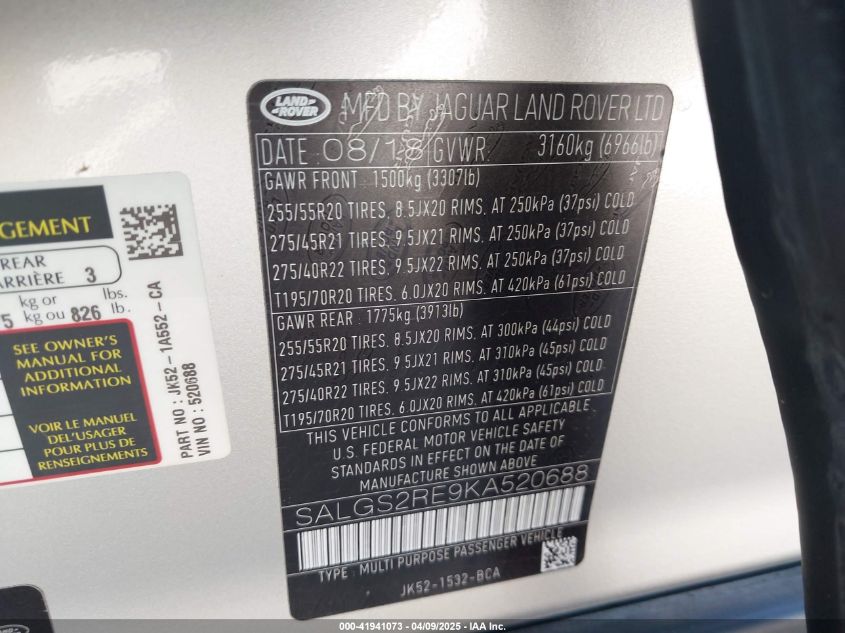 LAND ROVER MFD BY JAGUAR LAND ROVER LTD
DATE: 08/18 GVWR: 3160kg (6966lb)
GAWR FRONT : 1500kg (3307lb)
255/55R20 TIRES, 8.5JX20 RIMS, AT 250kPa (37psi) COLD
275/45R21 TIRES, 9.5JX21 RIMS, AT 250kPa (37psi) COLD
275/40R22 TIRES, 9.5JX22 RIMS, AT 250kPa (37psi) COLD
T195/70R20 TIRES, 6.0JX20 RIMS, AT 420kPa (61psi) COLD
GAWR REAR : 1775kg (3913lb)
255/55R20 TIRES, 8.5JX20 RIMS, AT 300kPa (44psi) COLD
275/45R21 TIRES, 9.5JX21 RIMS, AT 310kPa (45psi) COLD
275/40R22 TIRES, 9.5JX22 RIMS, AT 310kPa (45psi) COLD
T195/70R20 TIRES, 6.0JX20 RIMS, AT 420kPa (61psi) COLD
THIS VEHICLE CONFORMS TO ALL APPLICABLE
U.S. FEDERAL MOTOR VEHICLE SAFETY
STANDARDS IN EFFECT ON THE DATE OF
MANUFACTURE SHOWN ABOVE
SALGS2RE9KA520688
TYPE: MULTI PURPOSE PASSENGER VEHICLE
JK52-1532-BCA
REAR 3
kg or lbs.
kg ou 826 lb.
SEE OWNER'S
MANUAL FOR
ADDITIONAL
INFORMATION
VOIR LE MANUEL
DEL'USAGER
POUR PLUS DE
RENSEIGNEMENTS
PART NO : JK52-1A552-CA
VIN NO : 520688
000-41941073 - 04/09/2025 - IAA Inc.